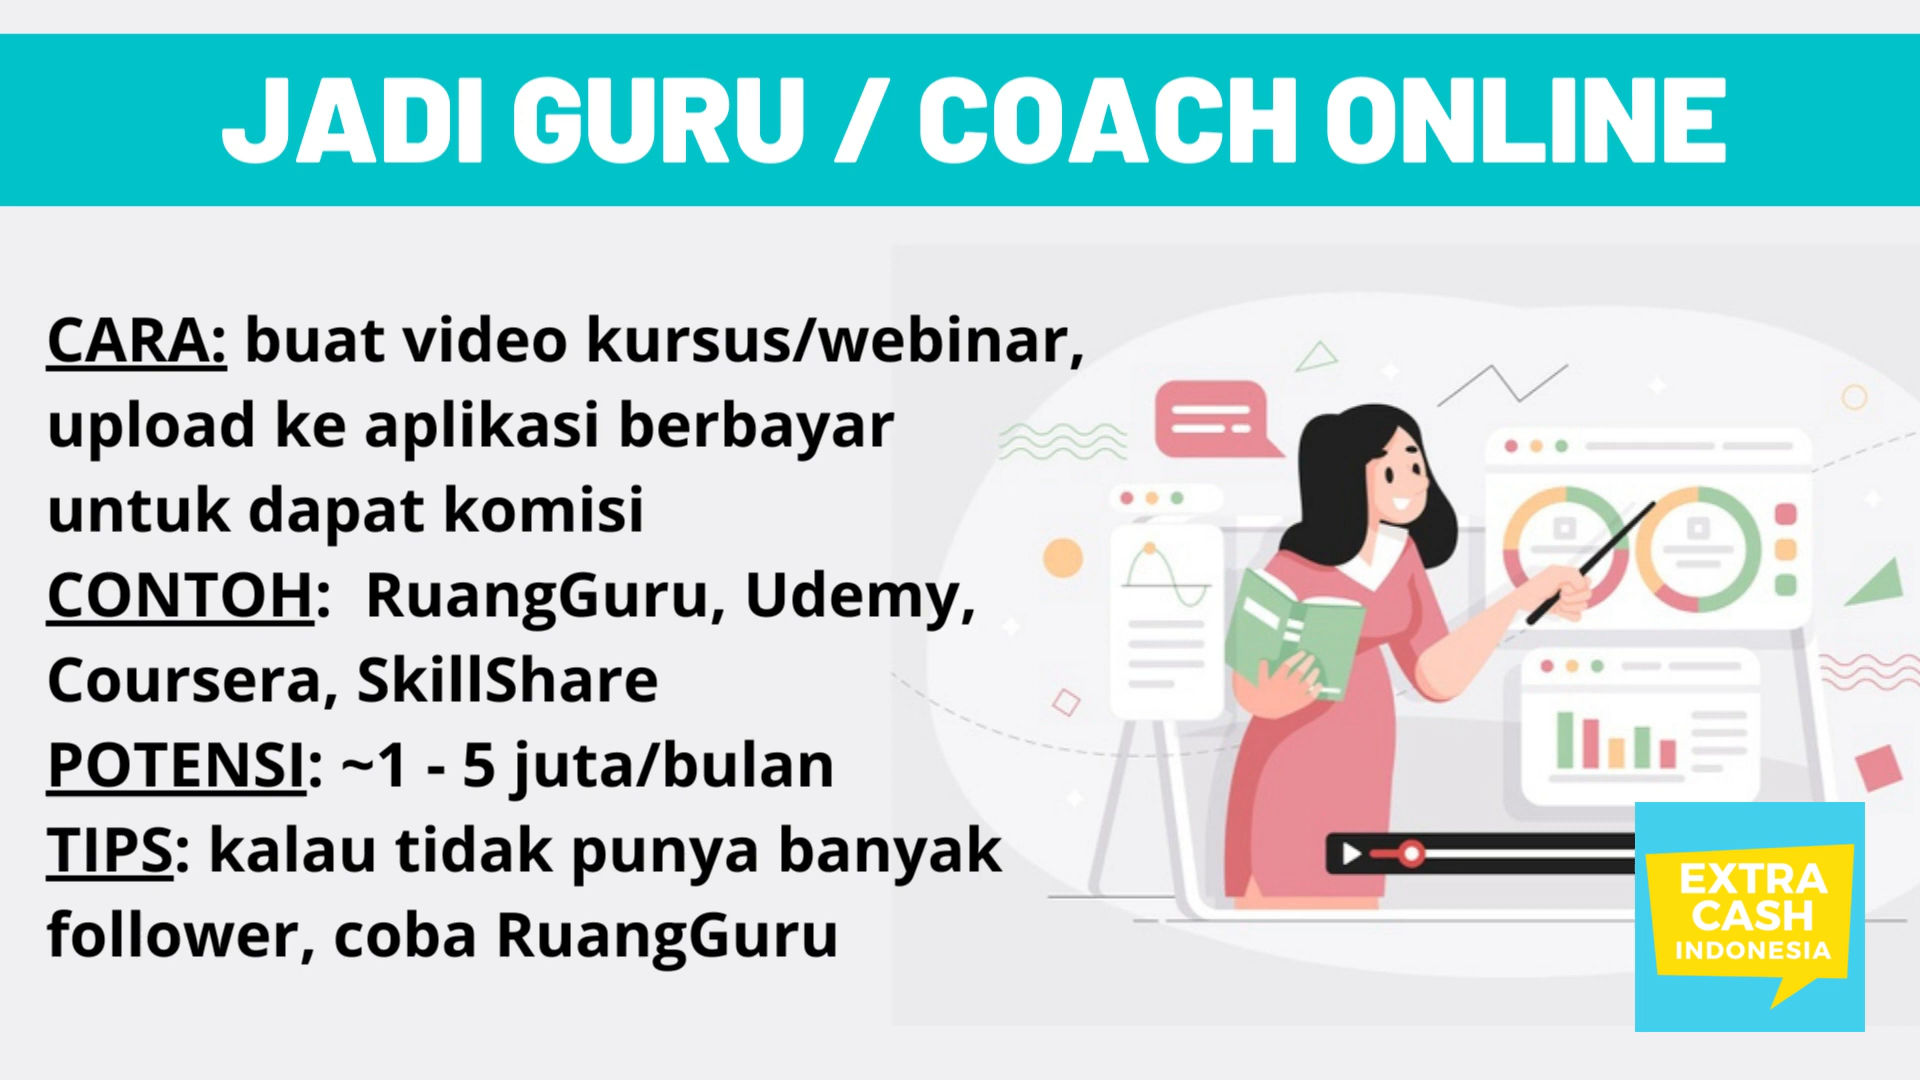 JADI GURU / COACH ONLINE
CARA: buat video kursus/webinar,
upload ke aplikasi berbayar
untuk dapat komisi
CONTOH:  RuangGuru, Udemy,
Coursera, SkillShare
POTENSI: ~1 - 5 juta/bulan
TIPS: kalau tidak punya banyak
follower, coba RuangGuru
EXTRA
CASH
INDONESIA